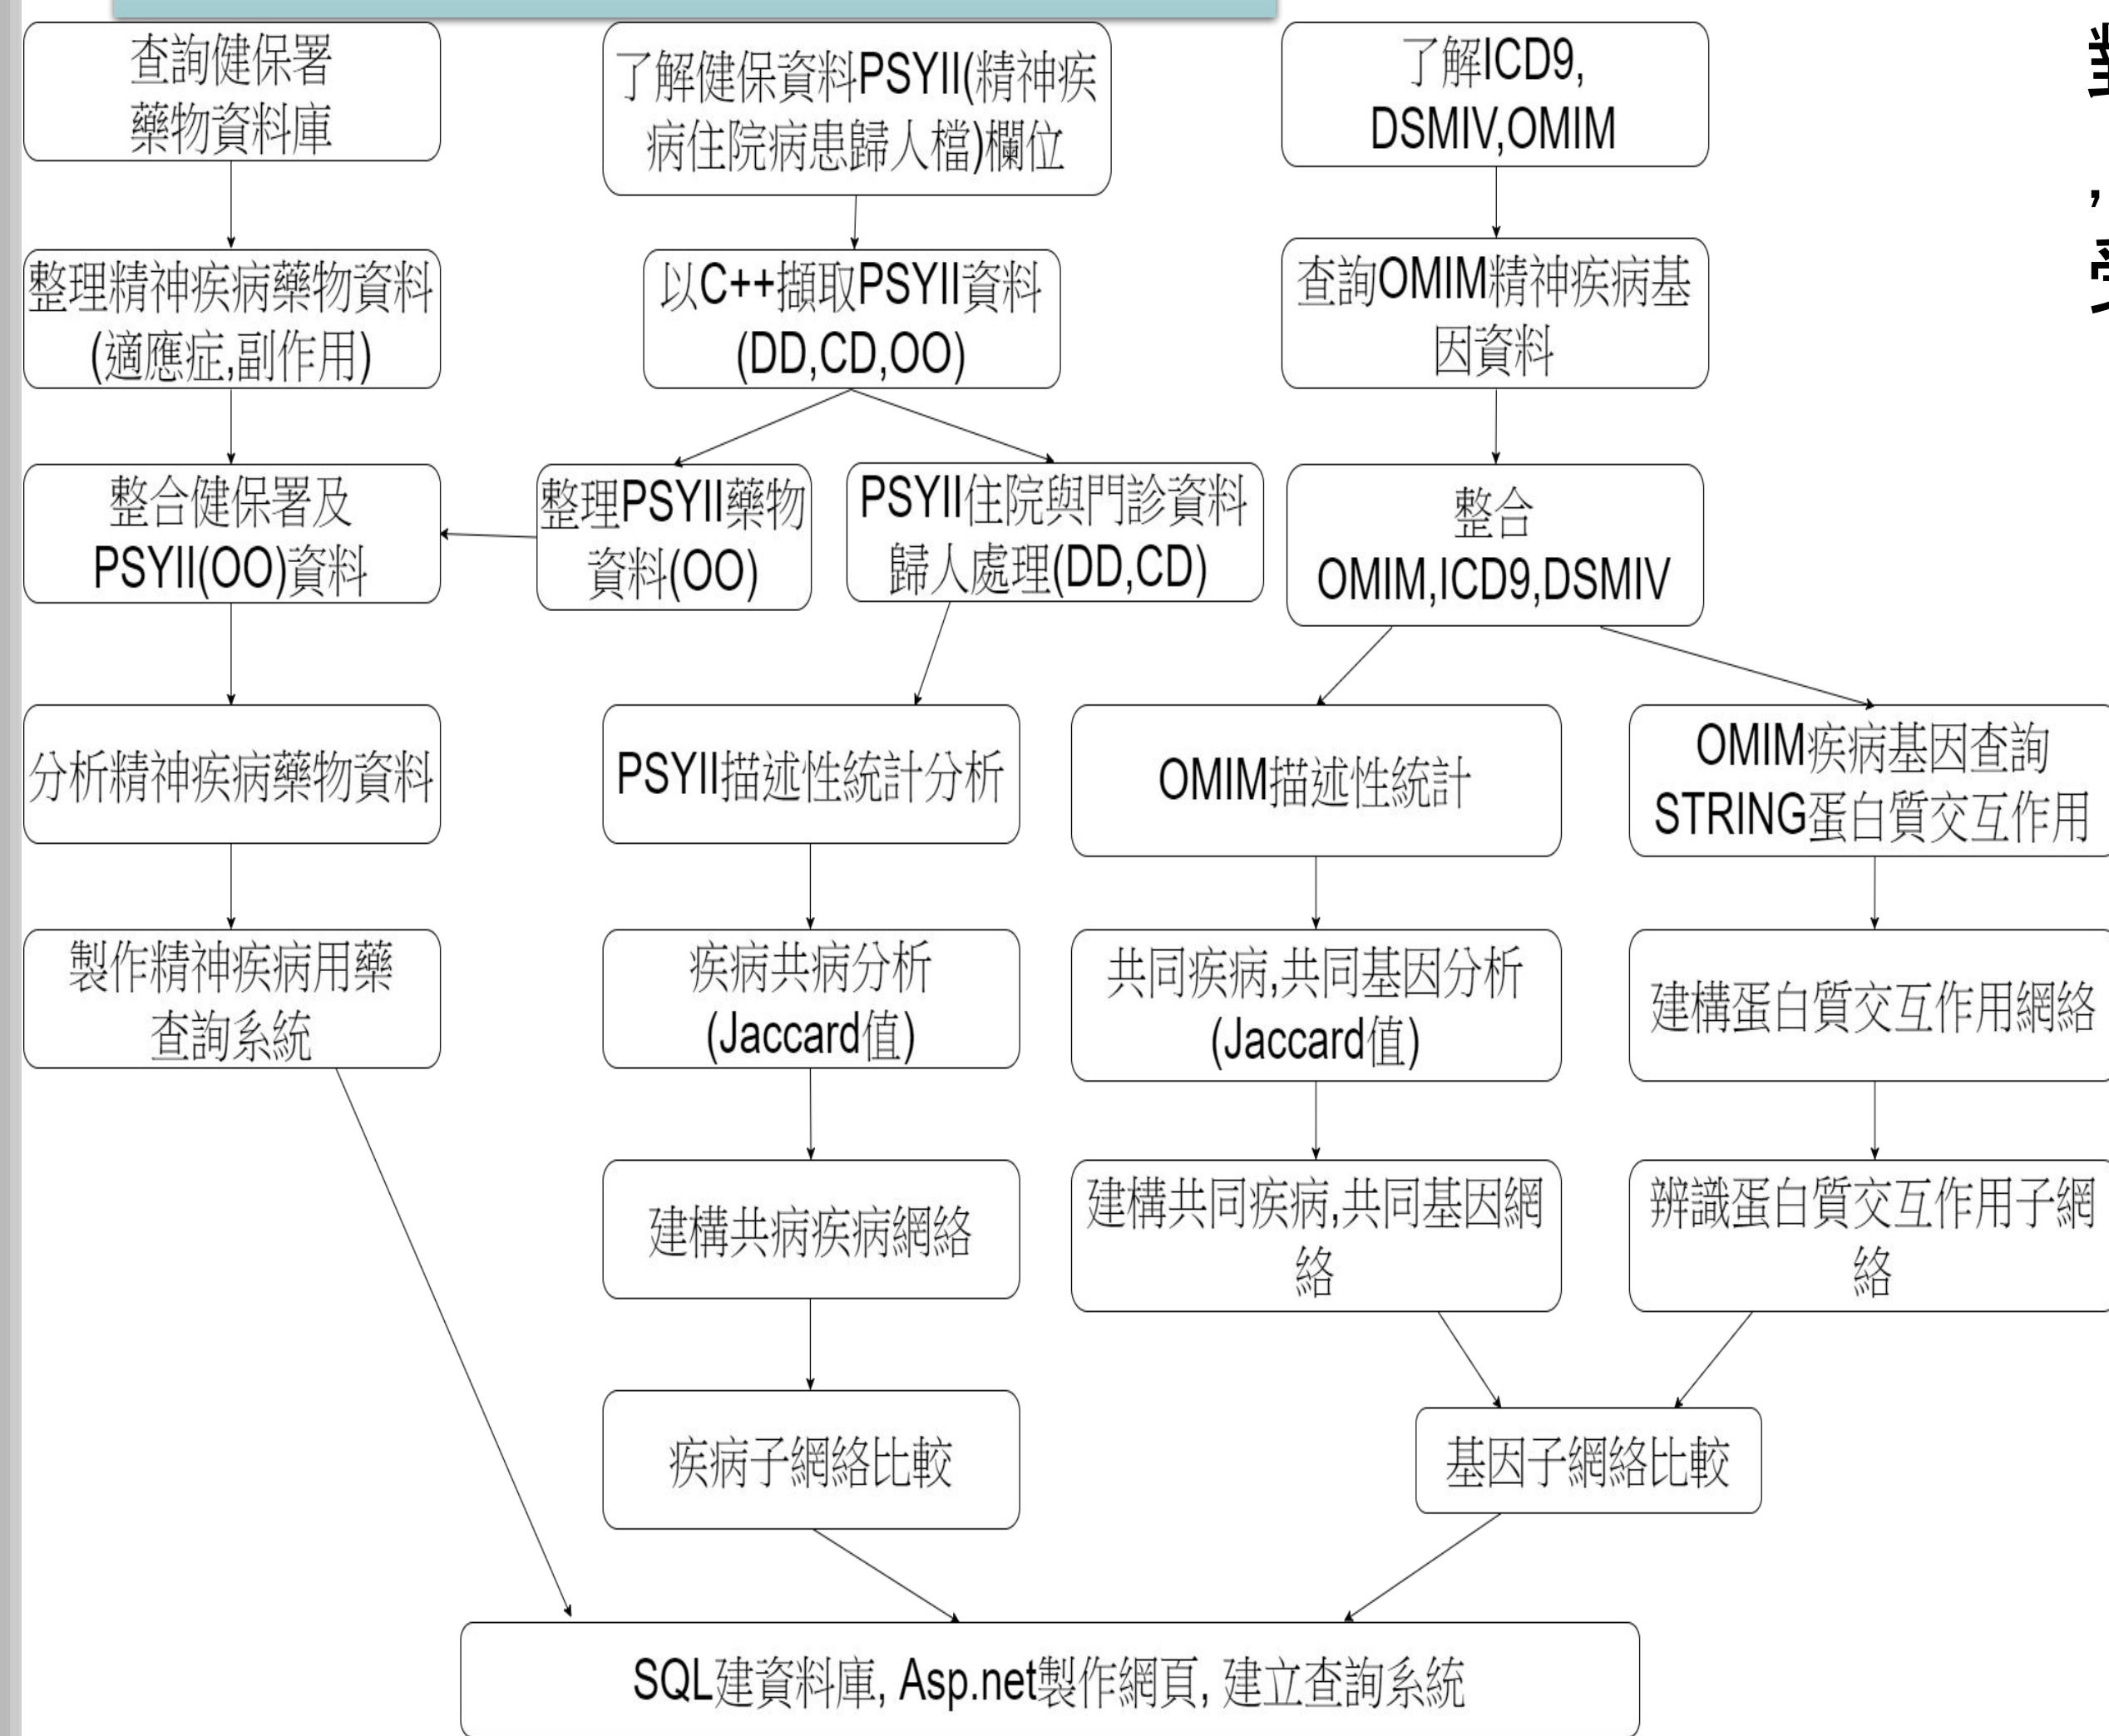 查詢健保署
藥物資料庫
了解健保資料PSYII(精神疾
病住院病患歸人檔)欄位
了解ICD9,
DSMIV,OMIM
整理精神疾病藥物資料
(適應症,副作用)
以C++擷取PSYII資料
(DD,CD,OO)
查詢OMIM精神疾病基
因資料
整合健保署及
PSYII(OO)資料
整理PSYII藥物
資料(OO)
PSYII住院與門診資料
歸人處理(DD,CD)
整合
OMIM,ICD9,DSMIV
分析精神疾病藥物資料
PSYII描述性統計分析
OMIM描述性統計
OMIM疾病基因查詢
STRING蛋白質交互作用
製作精神疾病用藥
查詢系統
疾病共病分析
(Jaccard值)
共同疾病,共同基因分析
(Jaccard值)
建構蛋白質交互作用網絡
建構共病疾病網絡
建構共同疾病,共同基因網
絡
辨識蛋白質交互作用子網
絡
疾病子網絡比較
基因子網絡比較
SQL建資料庫, Asp.net製作網頁, 建立查詢系統